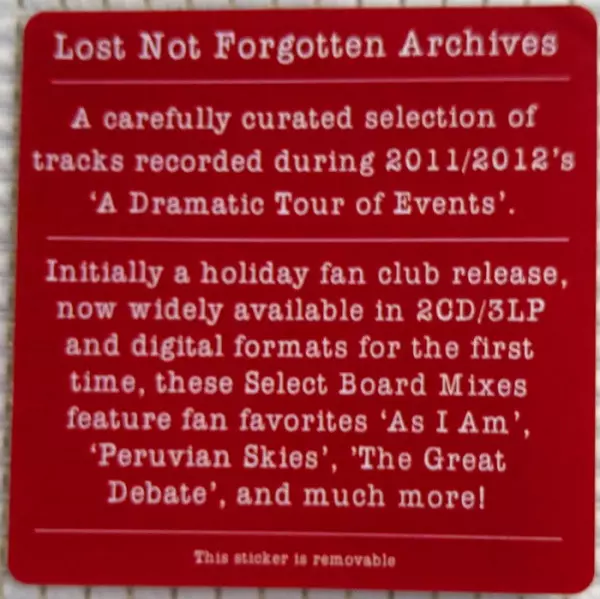 Lost Not Forgotten Archives
A carefully curated selection of
tracks recorded during 2011/2012's
'A Dramatic Tour of Events'.
Initially a holiday fan club release,
now widely available in 2CD/3LP
and digital formats for the first
time, these Select Board Mixes
feature fan favorites 'As I Am',
'Peruvian Skies', 'The Great
Debate', and much more!
This sticker is removable